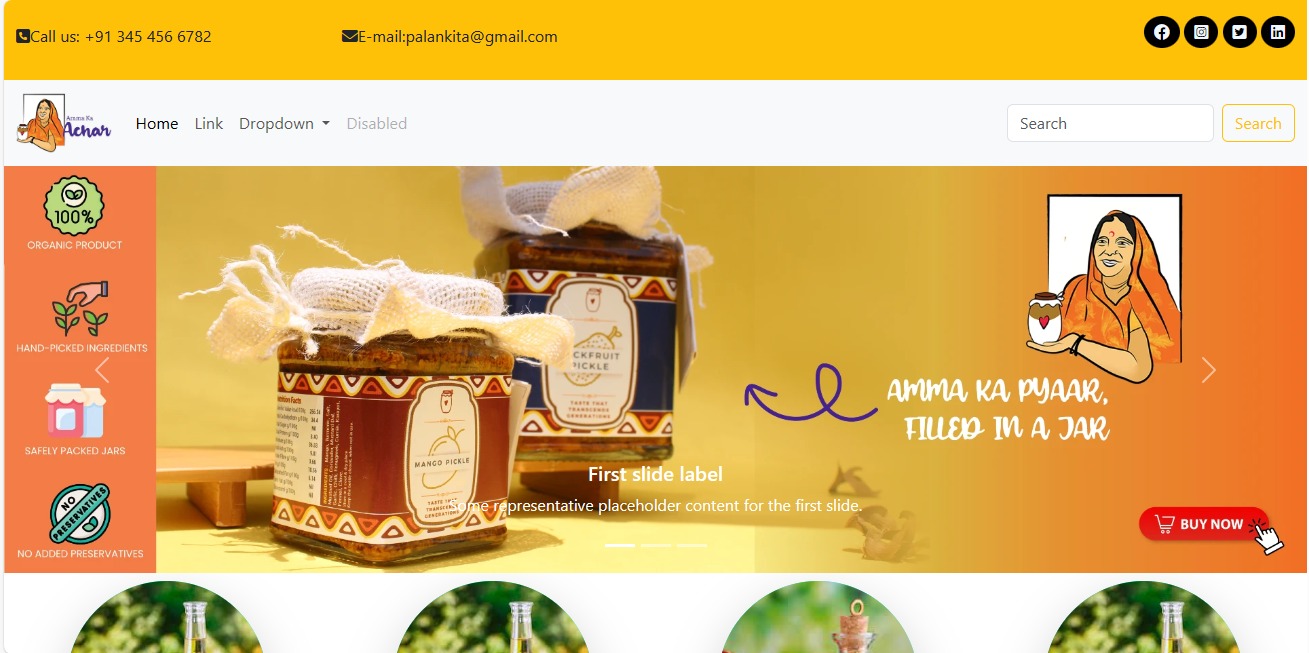 Call us: +91 345 456 6782
E-mail:palankita@gmail.com
Amma Ka
Achar
Home
Link
Dropdown
Disabled
Search
Search
100%
ORGANIC PRODUCT
HAND-PICKED INGREDIENTS
SAFELY PACKED JARS
NO
PRESERVATIVES
NO ADDED PRESERVATIVES
CKFRUIT
PICKLE
TASTE THAT
TRANSCENDS
GENERATIONS
Nutrition Facts
MANGO PICKLE
TASTE THAT
TRANSCENDS
GENERATIONS
AMMA KA PYAAR,
FILLED IN A JAR
First slide label
Some representative placeholder content for the first slide.
BUY NOW